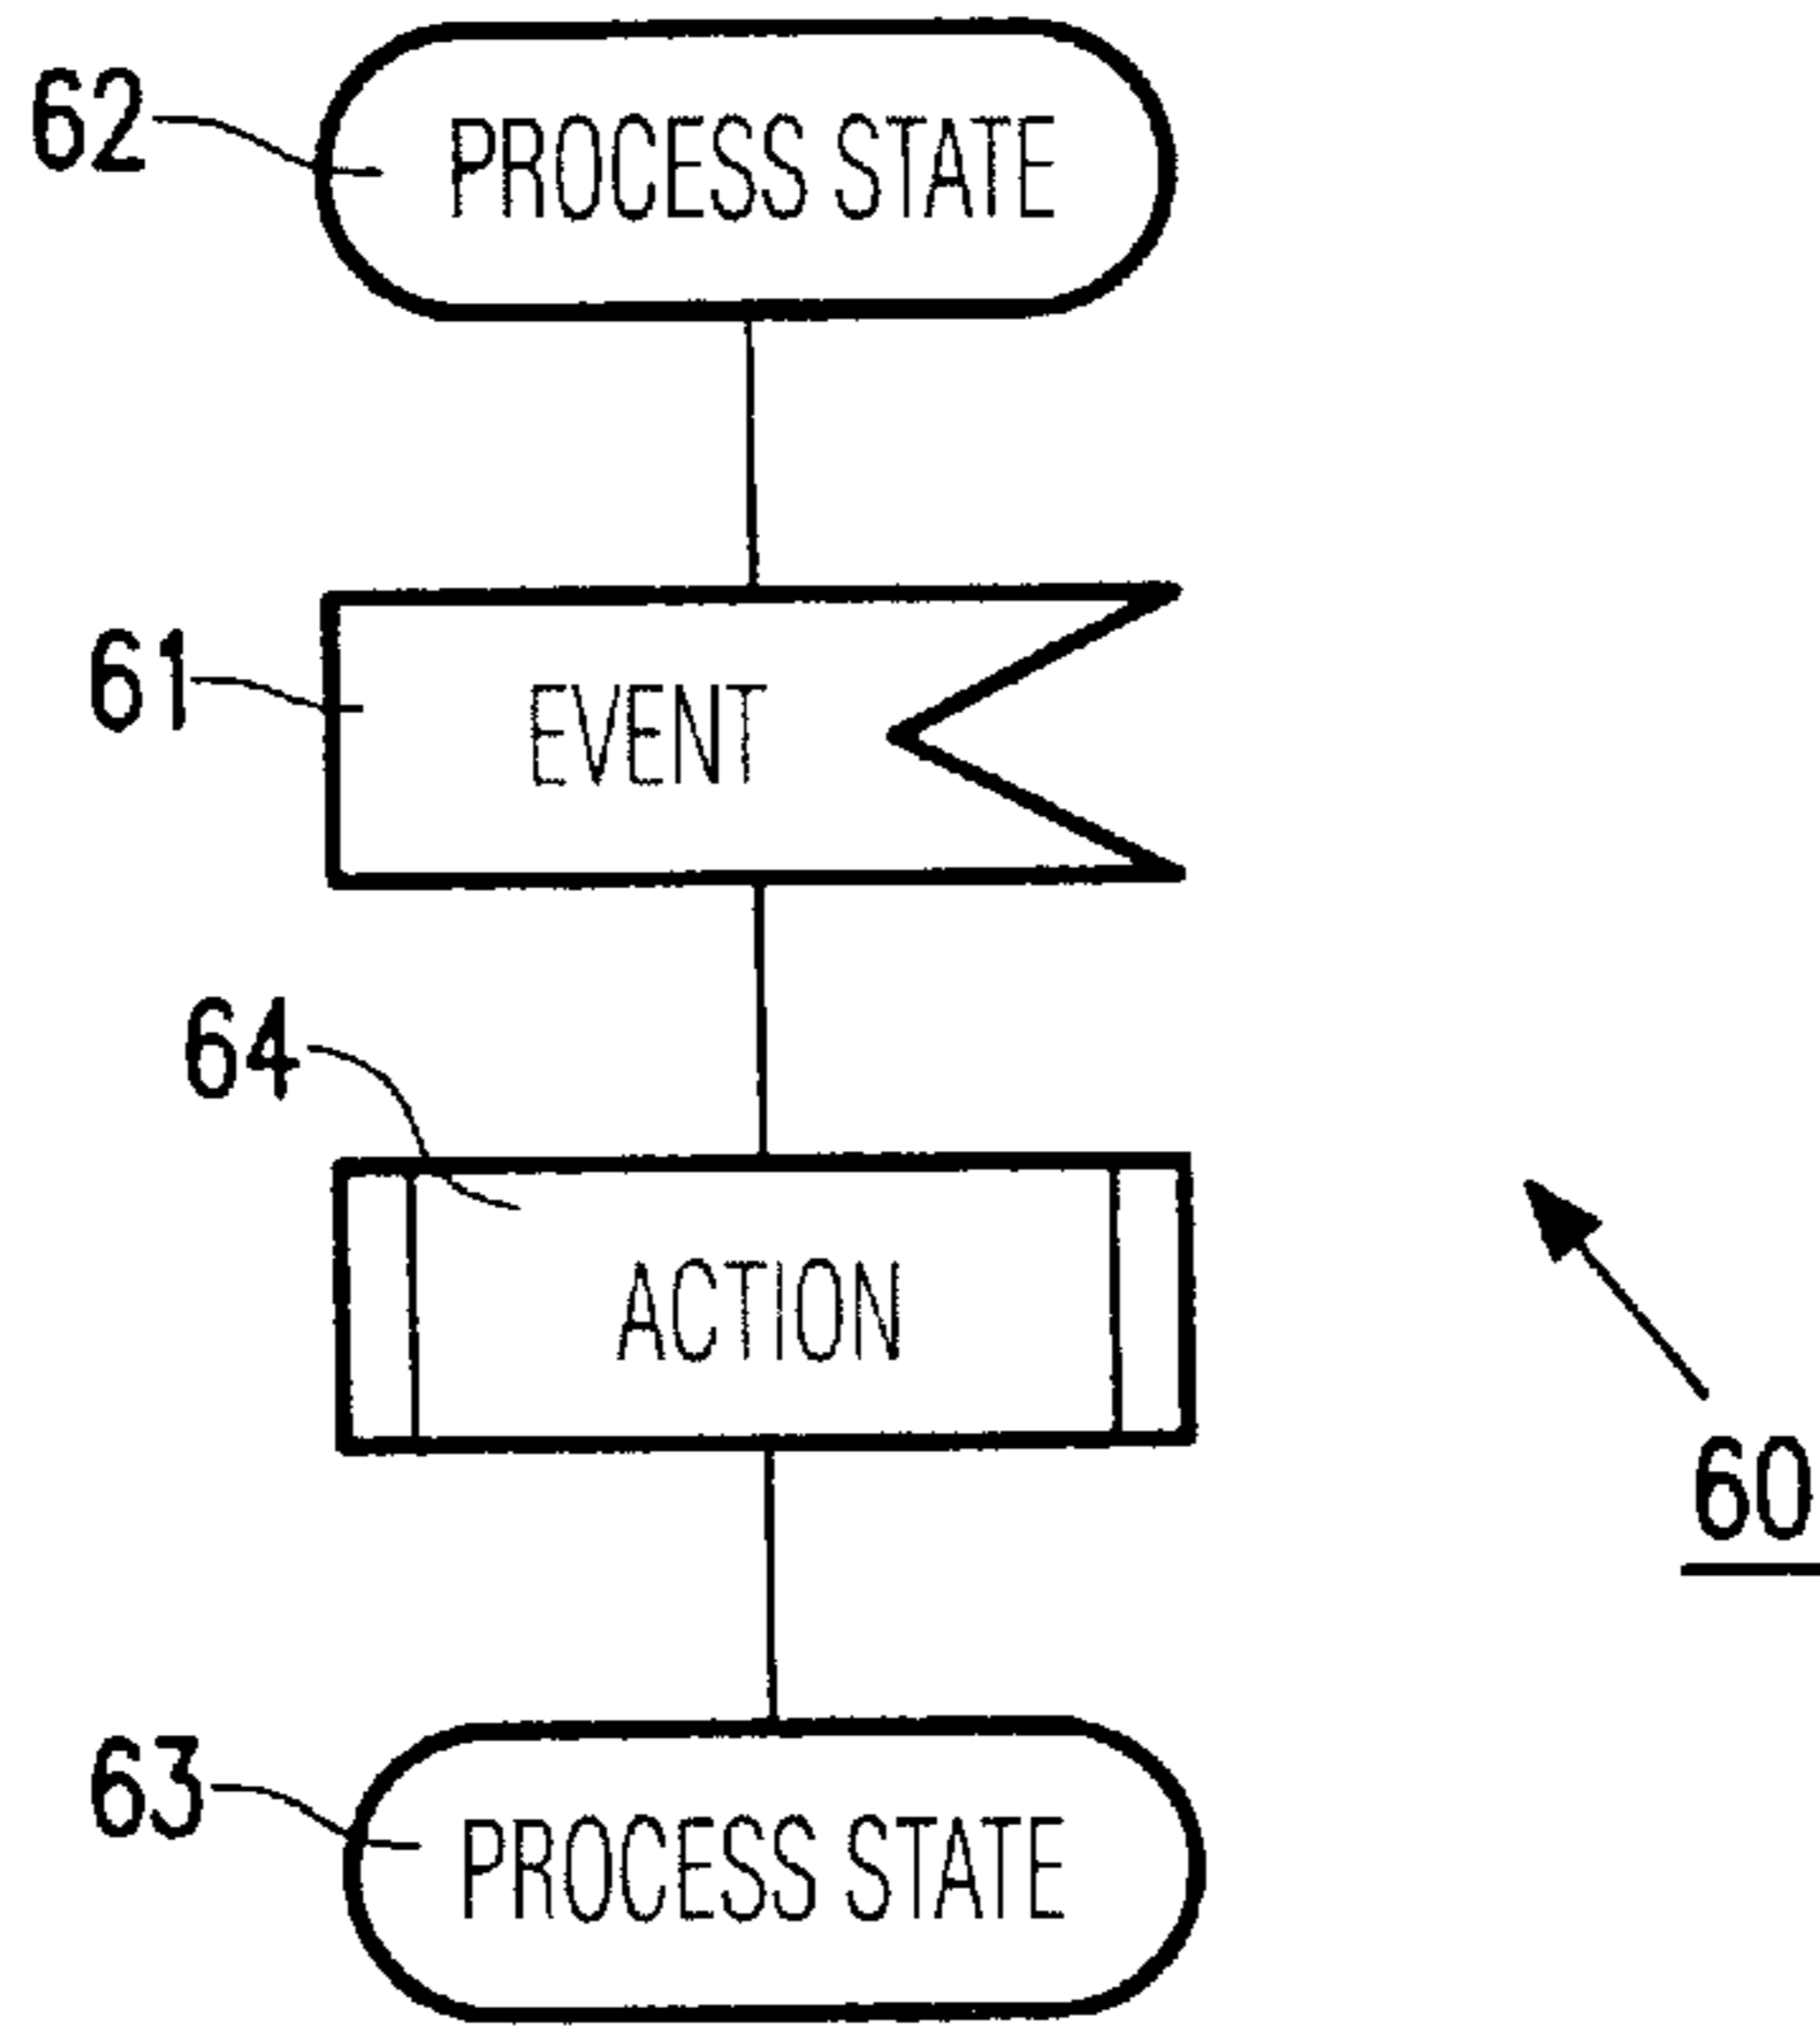 62
PROCESS STATE
61
EVENT
64
ACTION
60
63
PROCESS STATE